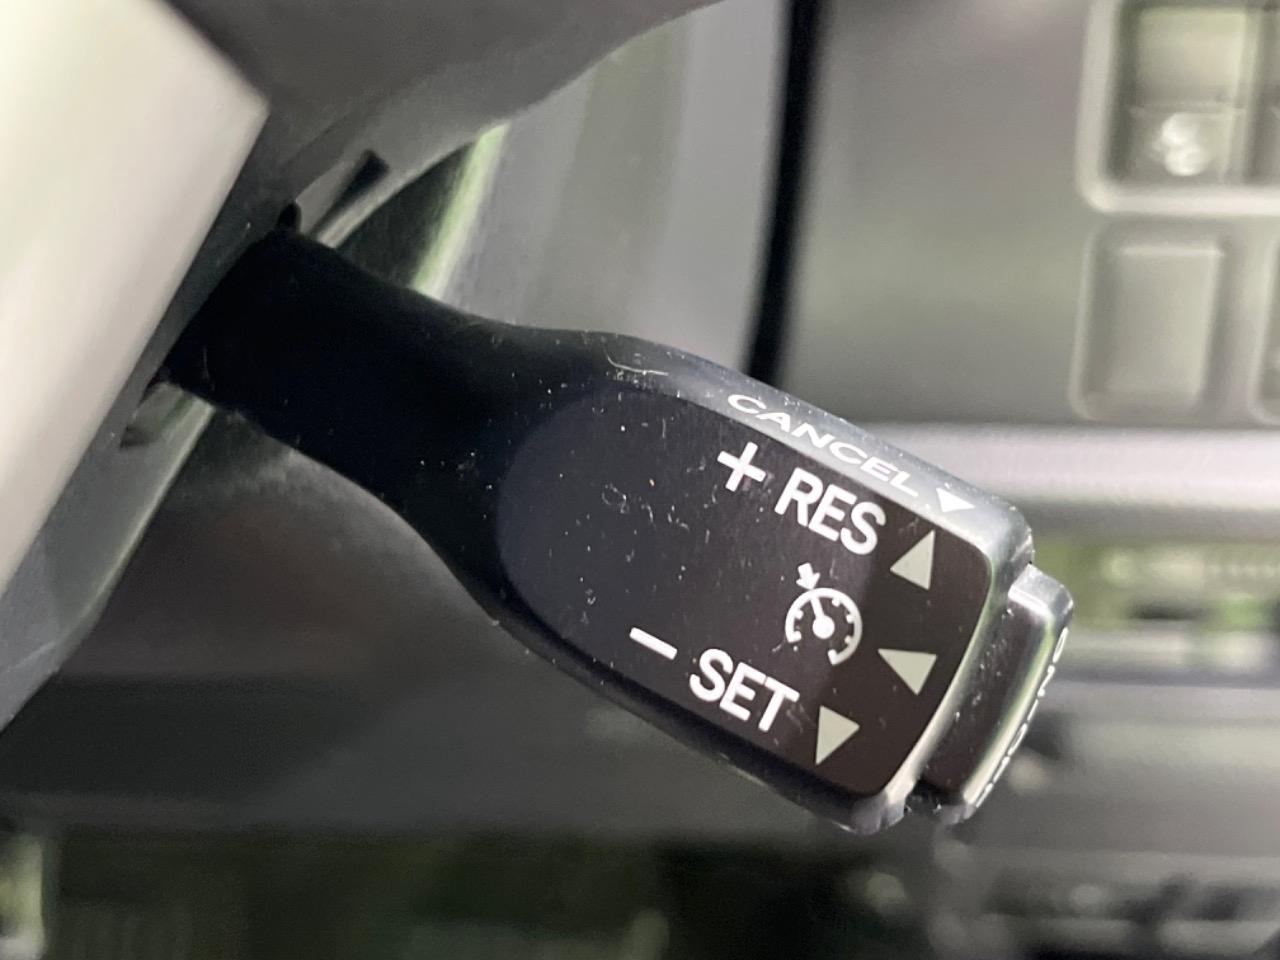 CANCEL
+ RES
- SET